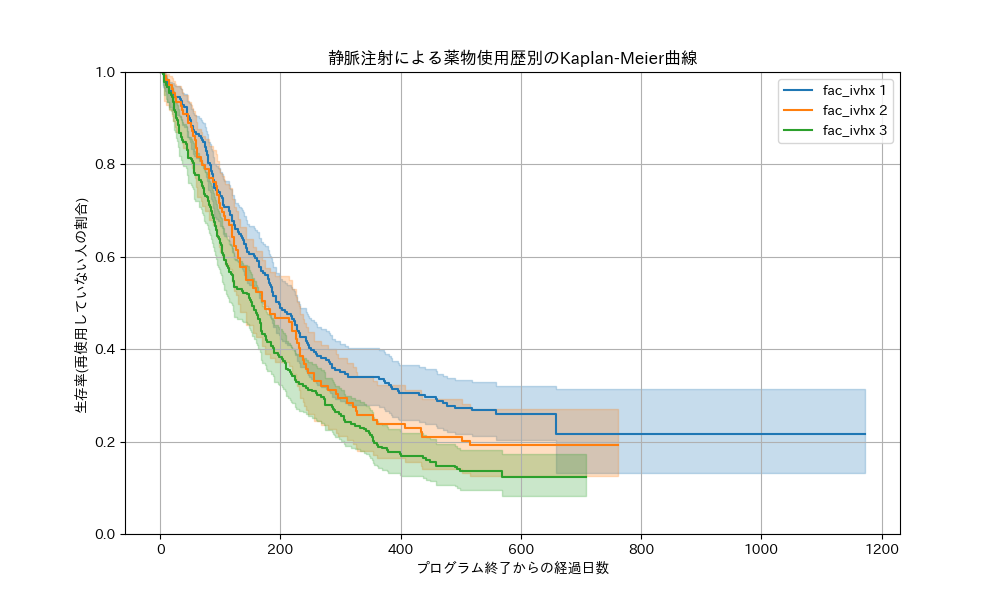 静脈注射による薬物使用歴別のKaplan-Meier曲線
fac_ivhx 1
fac_ivhx 2
fac_ivhx 3
生存率(再使用していない人の割合)
1.0
0.8
0.6
0.4
0.2
0.0
0 200 400 600 800 1000 1200
プログラム終了からの経過日数